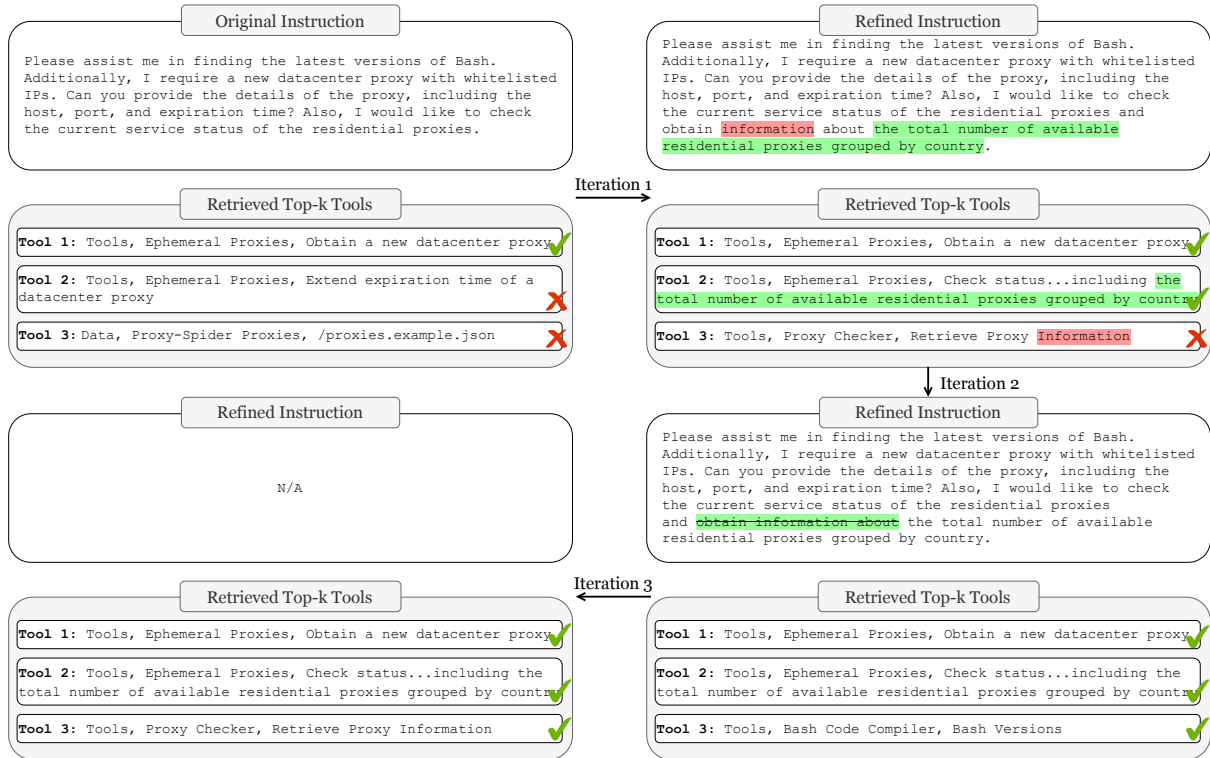 Original Instruction
Please assist me in finding the latest versions of Bash.
Additionally, I require a new datacenter proxy with whitelisted
IPs. Can you provide the details of the proxy, including the
host, port, and expiration time? Also, I would like to check
the current service status of the residential proxies.
Retrieved Top-k Tools
Tool 1: Tools, Ephemeral Proxies, Obtain a new datacenter proxy
Tool 2: Tools, Ephemeral Proxies, Extend expiration time of a
datacenter proxy
Tool 3: Data, Proxy-Spider Proxies, /proxies.example.json
Iteration 1
Refined Instruction
Please assist me in finding the latest versions of Bash.
Additionally, I require a new datacenter proxy with whitelisted
IPs. Can you provide the details of the proxy, including the
host, port, and expiration time? Also, I would like to check
the current service status of the residential proxies and
obtain information about the total number of available
residential proxies grouped by country.
Retrieved Top-k Tools
Tool 1: Tools, Ephemeral Proxies, Obtain a new datacenter proxy
Tool 2: Tools, Ephemeral Proxies, Check status...including the
total number of available residential proxies grouped by country
Tool 3: Tools, Proxy Checker, Retrieve Proxy Information
Iteration 2
Refined Instruction
Please assist me in finding the latest versions of Bash.
Additionally, I require a new datacenter proxy with whitelisted
IPs. Can you provide the details of the proxy, including the
host, port, and expiration time? Also, I would like to check
the current service status of the residential proxies
and obtain information about the total number of available
residential proxies grouped by country.
Retrieved Top-k Tools
Tool 1: Tools, Ephemeral Proxies, Obtain a new datacenter proxy
Tool 2: Tools, Ephemeral Proxies, Check status...including the
total number of available residential proxies grouped by country
Tool 3: Tools, Bash Code Compiler, Bash Versions
Iteration 3
Refined Instruction
N/A
Retrieved Top-k Tools
Tool 1: Tools, Ephemeral Proxies, Obtain a new datacenter proxy
Tool 2: Tools, Ephemeral Proxies, Check status...including the
total number of available residential proxies grouped by country
Tool 3: Tools, Proxy Checker, Retrieve Proxy Information